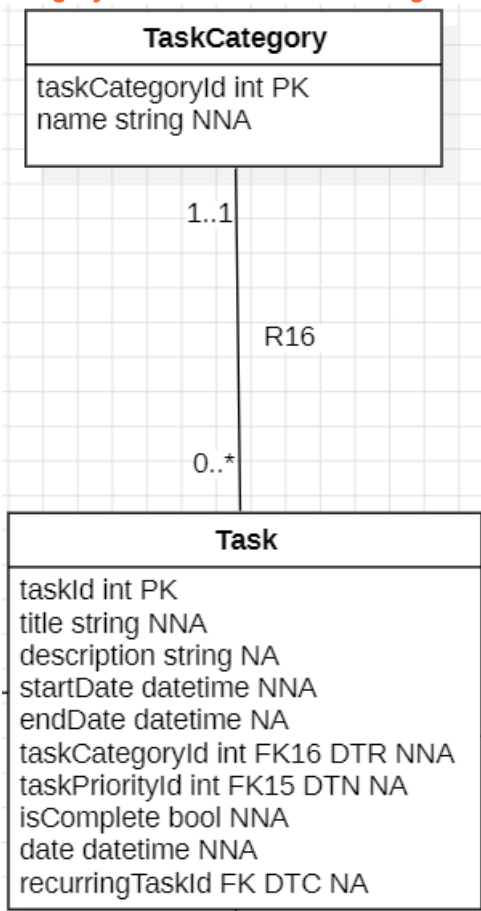 TaskCategory
taskCategoryId int PK
name string NNA
1..1
R16
0..*
Task
taskId int PK
title string NNA
description string NA
startDate datetime NNA
endDate datetime NA
taskCategoryId int FK16 DTR NNA
taskPriorityId int FK15 DTN NA
isComplete bool NNA
date datetime NNA
recurringTaskId FK DTC NA